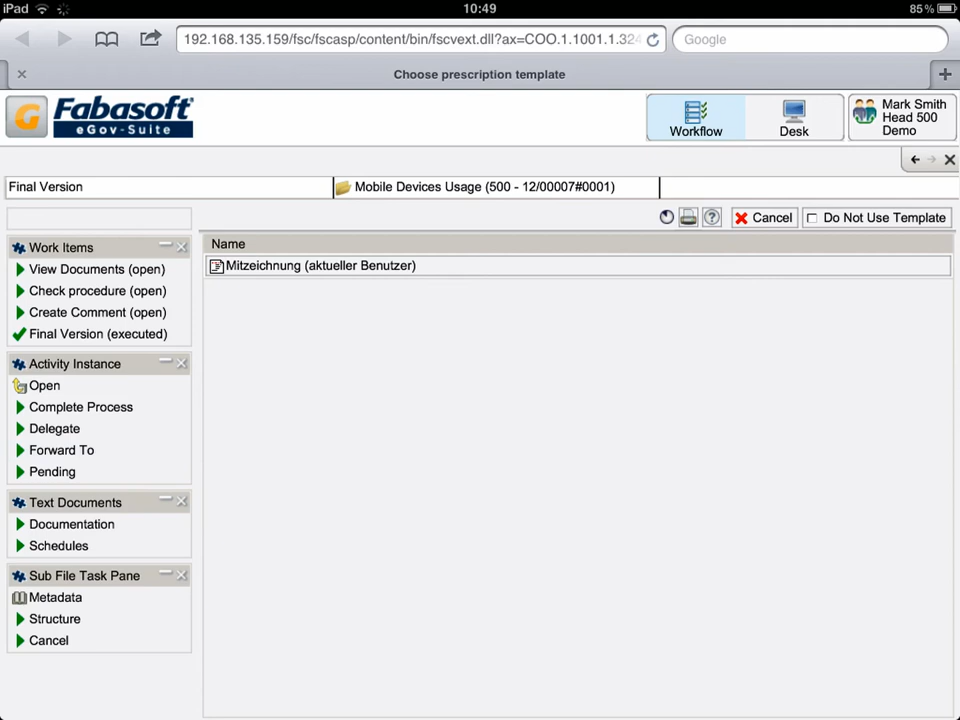 iPad 10:49 85%
192.168.135.159/fsc/fscasp/content/bin/fscvext.dll?ax=COO.1.1001.1.324 Google
Choose prescription template
Fabasoft
eGov-Suite
Workflow
Desk
Mark Smith
Head 500
Demo
Final Version
Mobile Devices Usage (500 - 12/00007#0001)
Cancel
Do Not Use Template
Work Items
View Documents (open)
Check procedure (open)
Create Comment (open)
Final Version (executed)
Activity Instance
Open
Complete Process
Delegate
Forward To
Pending
Text Documents
Documentation
Schedules
Sub File Task Pane
Metadata
Structure
Cancel
Name
Mitzeichnung (aktueller Benutzer)